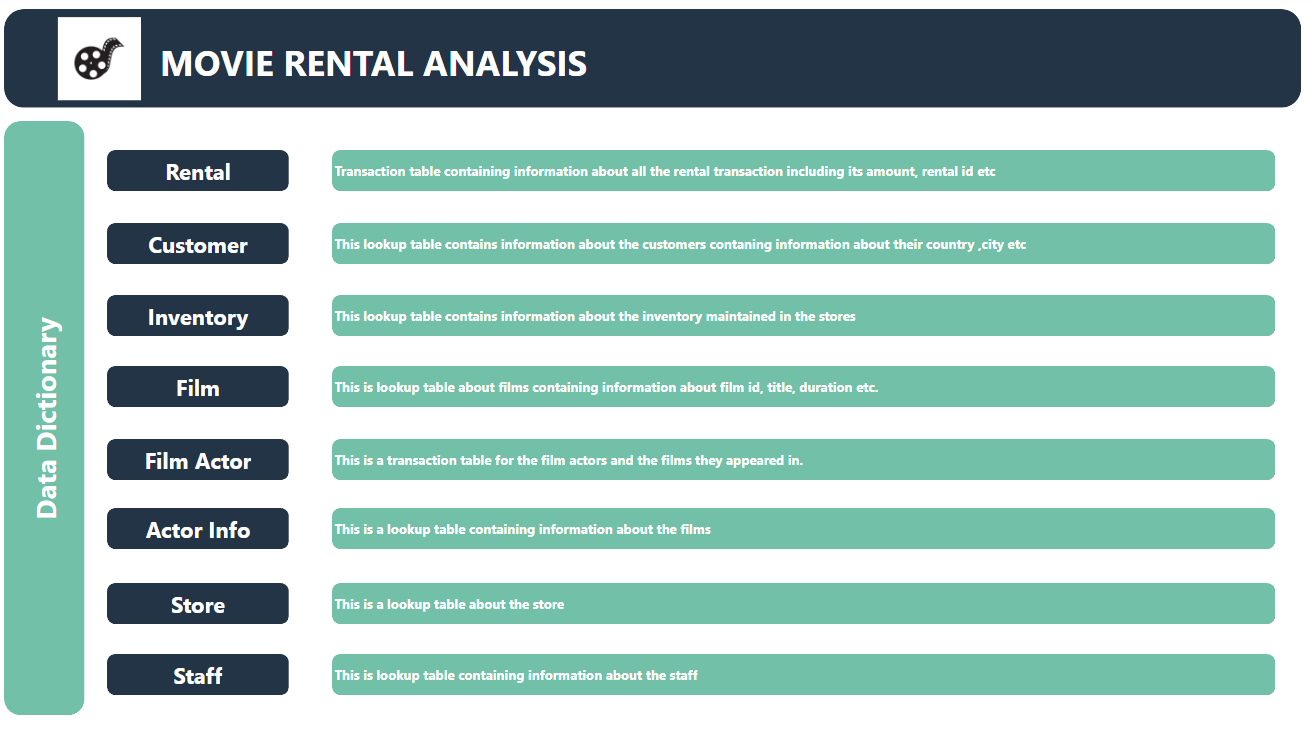 MOVIE RENTAL ANALYSIS
Data Dictionary
Rental
Transaction table containing information about all the rental transaction including its amount, rental id etc
Customer
This lookup table contains information about the customers contaning information about their country ,city etc
Inventory
This lookup table contains information about the inventory maintained in the stores
Film
This is lookup table about films containing information about film id, title, duration etc.
Film Actor
This is a transaction table for the film actors and the films they appeared in.
Actor Info
This is a lookup table containing information about the films
Store
This is a lookup table about the store
Staff
This is lookup table containing information about the staff